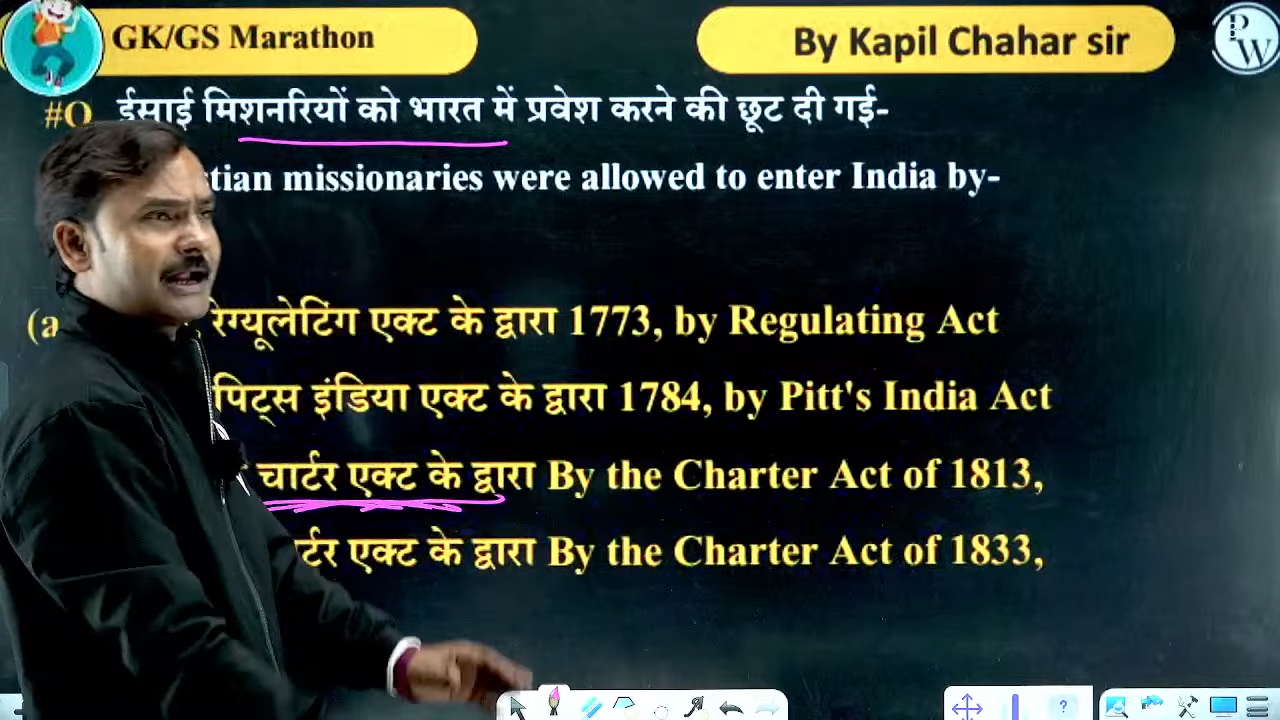 GK/GS Marathon
By Kapil Chahar sir
PW
#Q ईसाई मिशनरियों को भारत में प्रवेश करने की छूट दी गई-
tian missionaries were allowed to enter India by-
(a रेग्यूलेटिंग एक्ट के द्वारा 1773, by Regulating Act
पिट्स इंडिया एक्ट के द्वारा 1784, by Pitt's India Act
चार्टर एक्ट के द्वारा By the Charter Act of 1813,
र्टर एक्ट के द्वारा By the Charter Act of 1833,
?